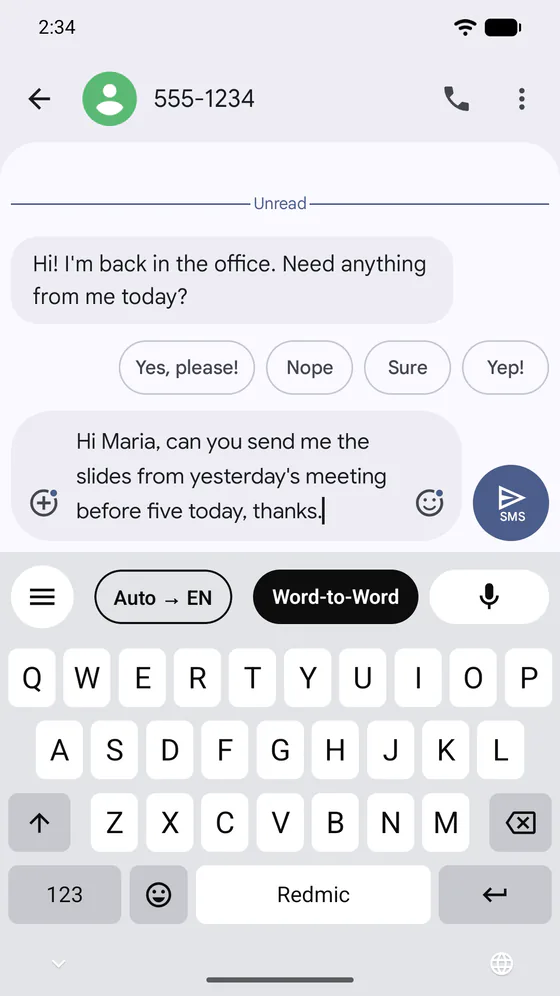 2:34
555-1234
Unread
Hi! I'm back in the office. Need anything
from me today?
Yes, please! Nope Sure Yep!
Hi Maria, can you send me the
slides from yesterday's meeting
before five today, thanks.
SMS
Auto → EN Word-to-Word
Q W E R T Y U I O P
A S D F G H J K L
Z X C V B N M
123 Redmic